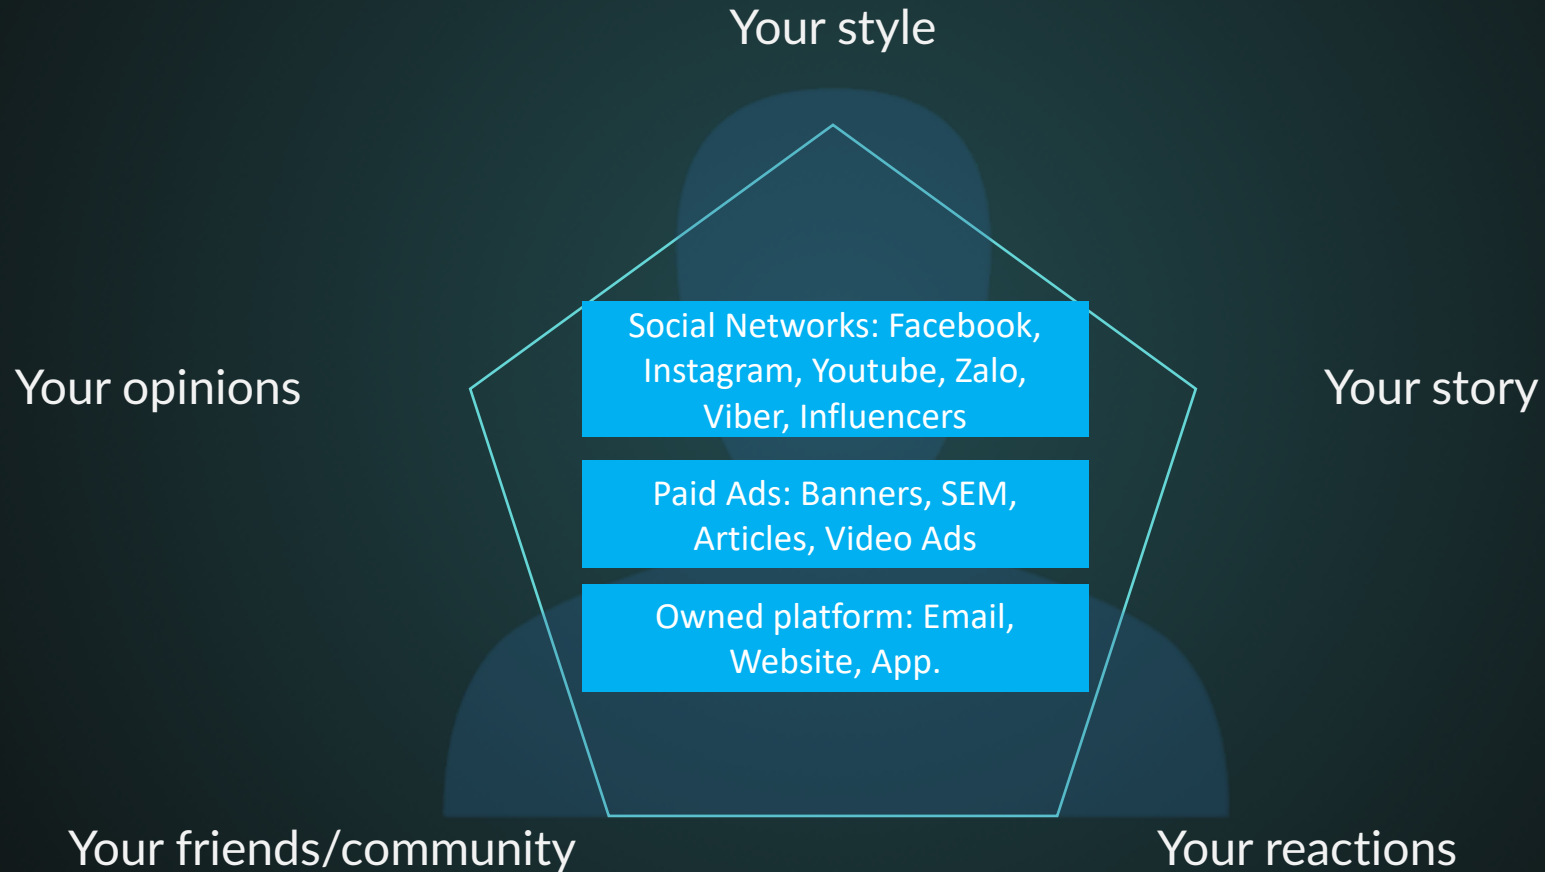 Your style
Social Networks: Facebook,
Instagram, Youtube, Zalo,
Viber, Influencers
Your opinions
Your story
Paid Ads: Banners, SEM,
Articles, Video Ads
Owned platform: Email,
Website, App.
Your friends/community
Your reactions